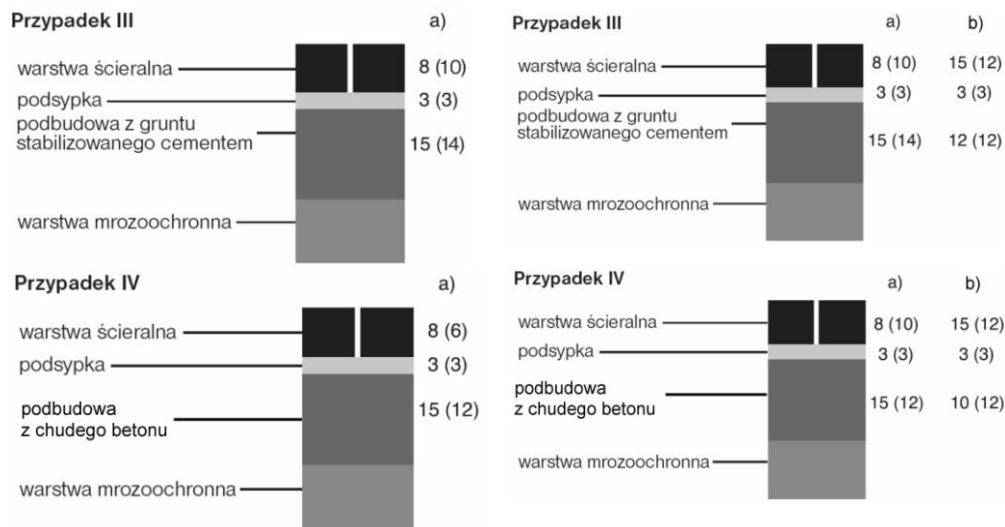 Przypadek III
a)
warstwa ścieralna
8 (10)
podsypka
3 (3)
podbudowa z gruntu
stabilizowanego cementem
15 (14)
warstwa mrozoochronna
Przypadek III
a)
b)
warstwa ścieralna
8 (10)
15 (12)
podsypka
3 (3)
3 (3)
podbudowa z gruntu
stabilizowanego cementem
15 (14)
12 (12)
warstwa mrozoochronna
Przypadek IV
a)
warstwa ścieralna
8 (6)
podsypka
3 (3)
podbudowa
z chudego betonu
15 (12)
warstwa mrozoochronna
Przypadek IV
a)
b)
warstwa ścieralna
8 (10)
15 (12)
podsypka
3 (3)
3 (3)
podbudowa
z chudego betonu
15 (12)
10 (12)
warstwa mrozoochronna